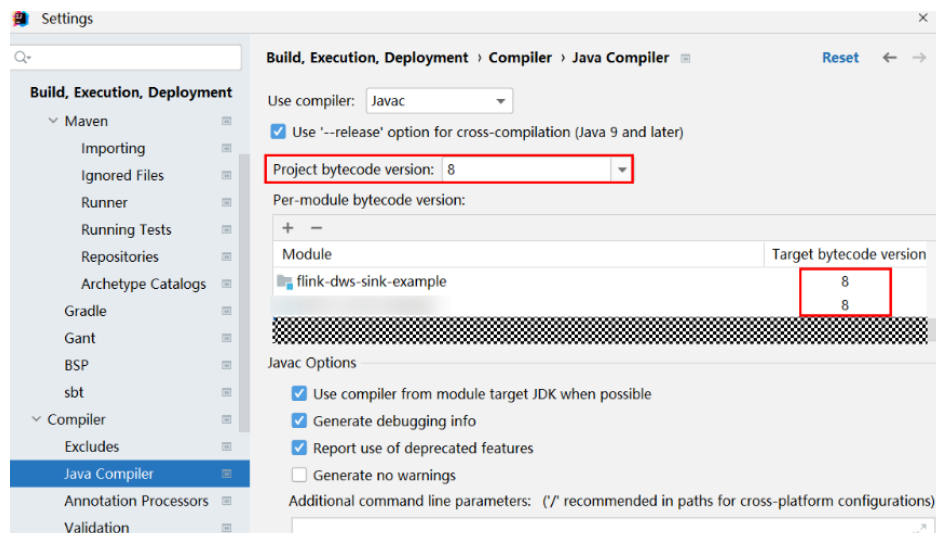 Settings
Build, Execution, Deployment
Maven
Importing
Ignored Files
Runner
Running Tests
Repositories
Archetype Catalogs
Gradle
Gant
BSP
sbt
Compiler
Excludes
Java Compiler
Annotation Processors
Validation
Build, Execution, Deployment › Compiler › Java Compiler Reset
Use compiler: Javac
Use '--release' option for cross-compilation (Java 9 and later)
Project bytecode version: 8
Per-module bytecode version:
Module Target bytecode version
flink-dws-sink-example 8
8
Javac Options
Use compiler from module target JDK when possible
Generate debugging info
Report use of deprecated features
Generate no warnings
Additional command line parameters: ('/' recommended in paths for cross-platform configurations)